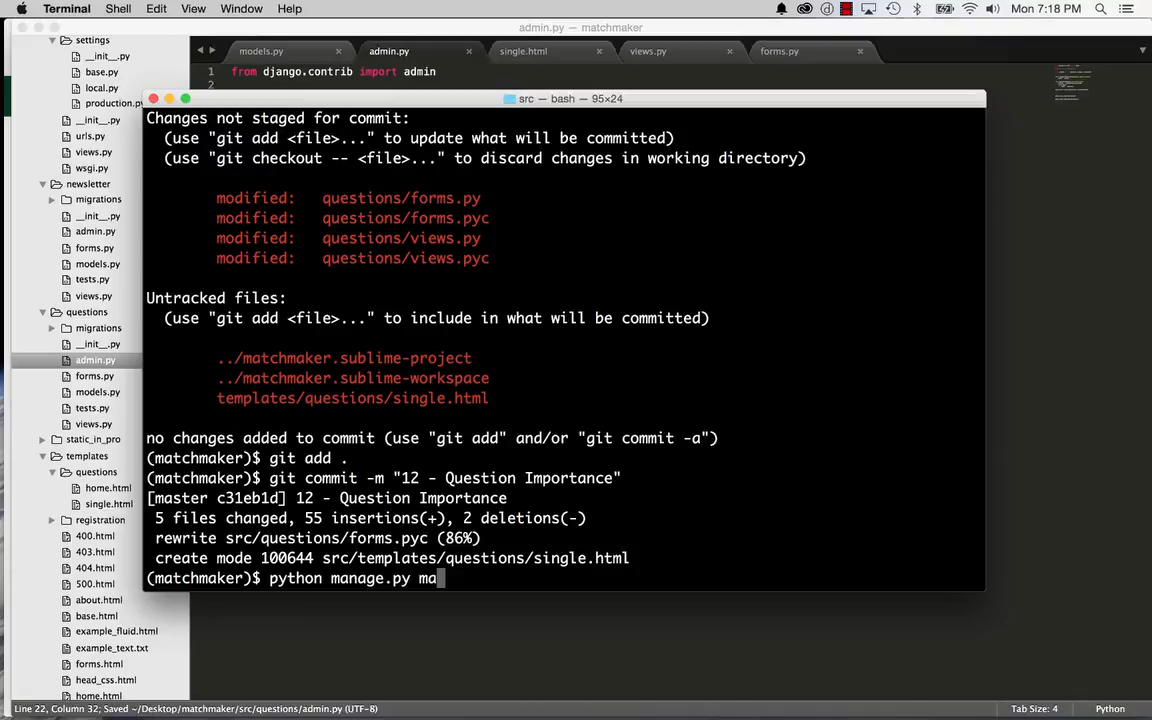 Terminal Shell Edit View Window Help
Mon 7:18 PM
admin.py — matchmaker
settings
__init__.py
base.py
local.py
production.py
__init__.py
urls.py
views.py
wsgi.py
newsletter
migrations
__init__.py
admin.py
forms.py
models.py
tests.py
views.py
questions
migrations
__init__.py
admin.py
forms.py
models.py
tests.py
views.py
static_in_pro
templates
questions
home.html
single.html
registration
400.html
403.html
404.html
500.html
about.html
base.html
example_fluid.html
example_text.txt
forms.html
head_css.html
home.html
models.py admin.py single.html views.py forms.py
1 from django.contrib import admin
2
src — bash — 95×24
Changes not staged for commit:
(use "git add <file>..." to update what will be committed)
(use "git checkout -- <file>..." to discard changes in working directory)
modified: questions/forms.py
modified: questions/forms.pyc
modified: questions/views.py
modified: questions/views.pyc
Untracked files:
(use "git add <file>..." to include in what will be committed)
../matchmaker.sublime-project
../matchmaker.sublime-workspace
templates/questions/single.html
no changes added to commit (use "git add" and/or "git commit -a")
(matchmaker)$ git add .
(matchmaker)$ git commit -m "12 - Question Importance"
[master c31eb1d] 12 - Question Importance
5 files changed, 55 insertions(+), 2 deletions(-)
rewrite src/questions/forms.pyc (86%)
create mode 100644 src/templates/questions/single.html
(matchmaker)$ python manage.py ma
Line 22, Column 32; Saved ~/Desktop/matchmaker/src/questions/admin.py (UTF-8)
Tab Size: 4
Python